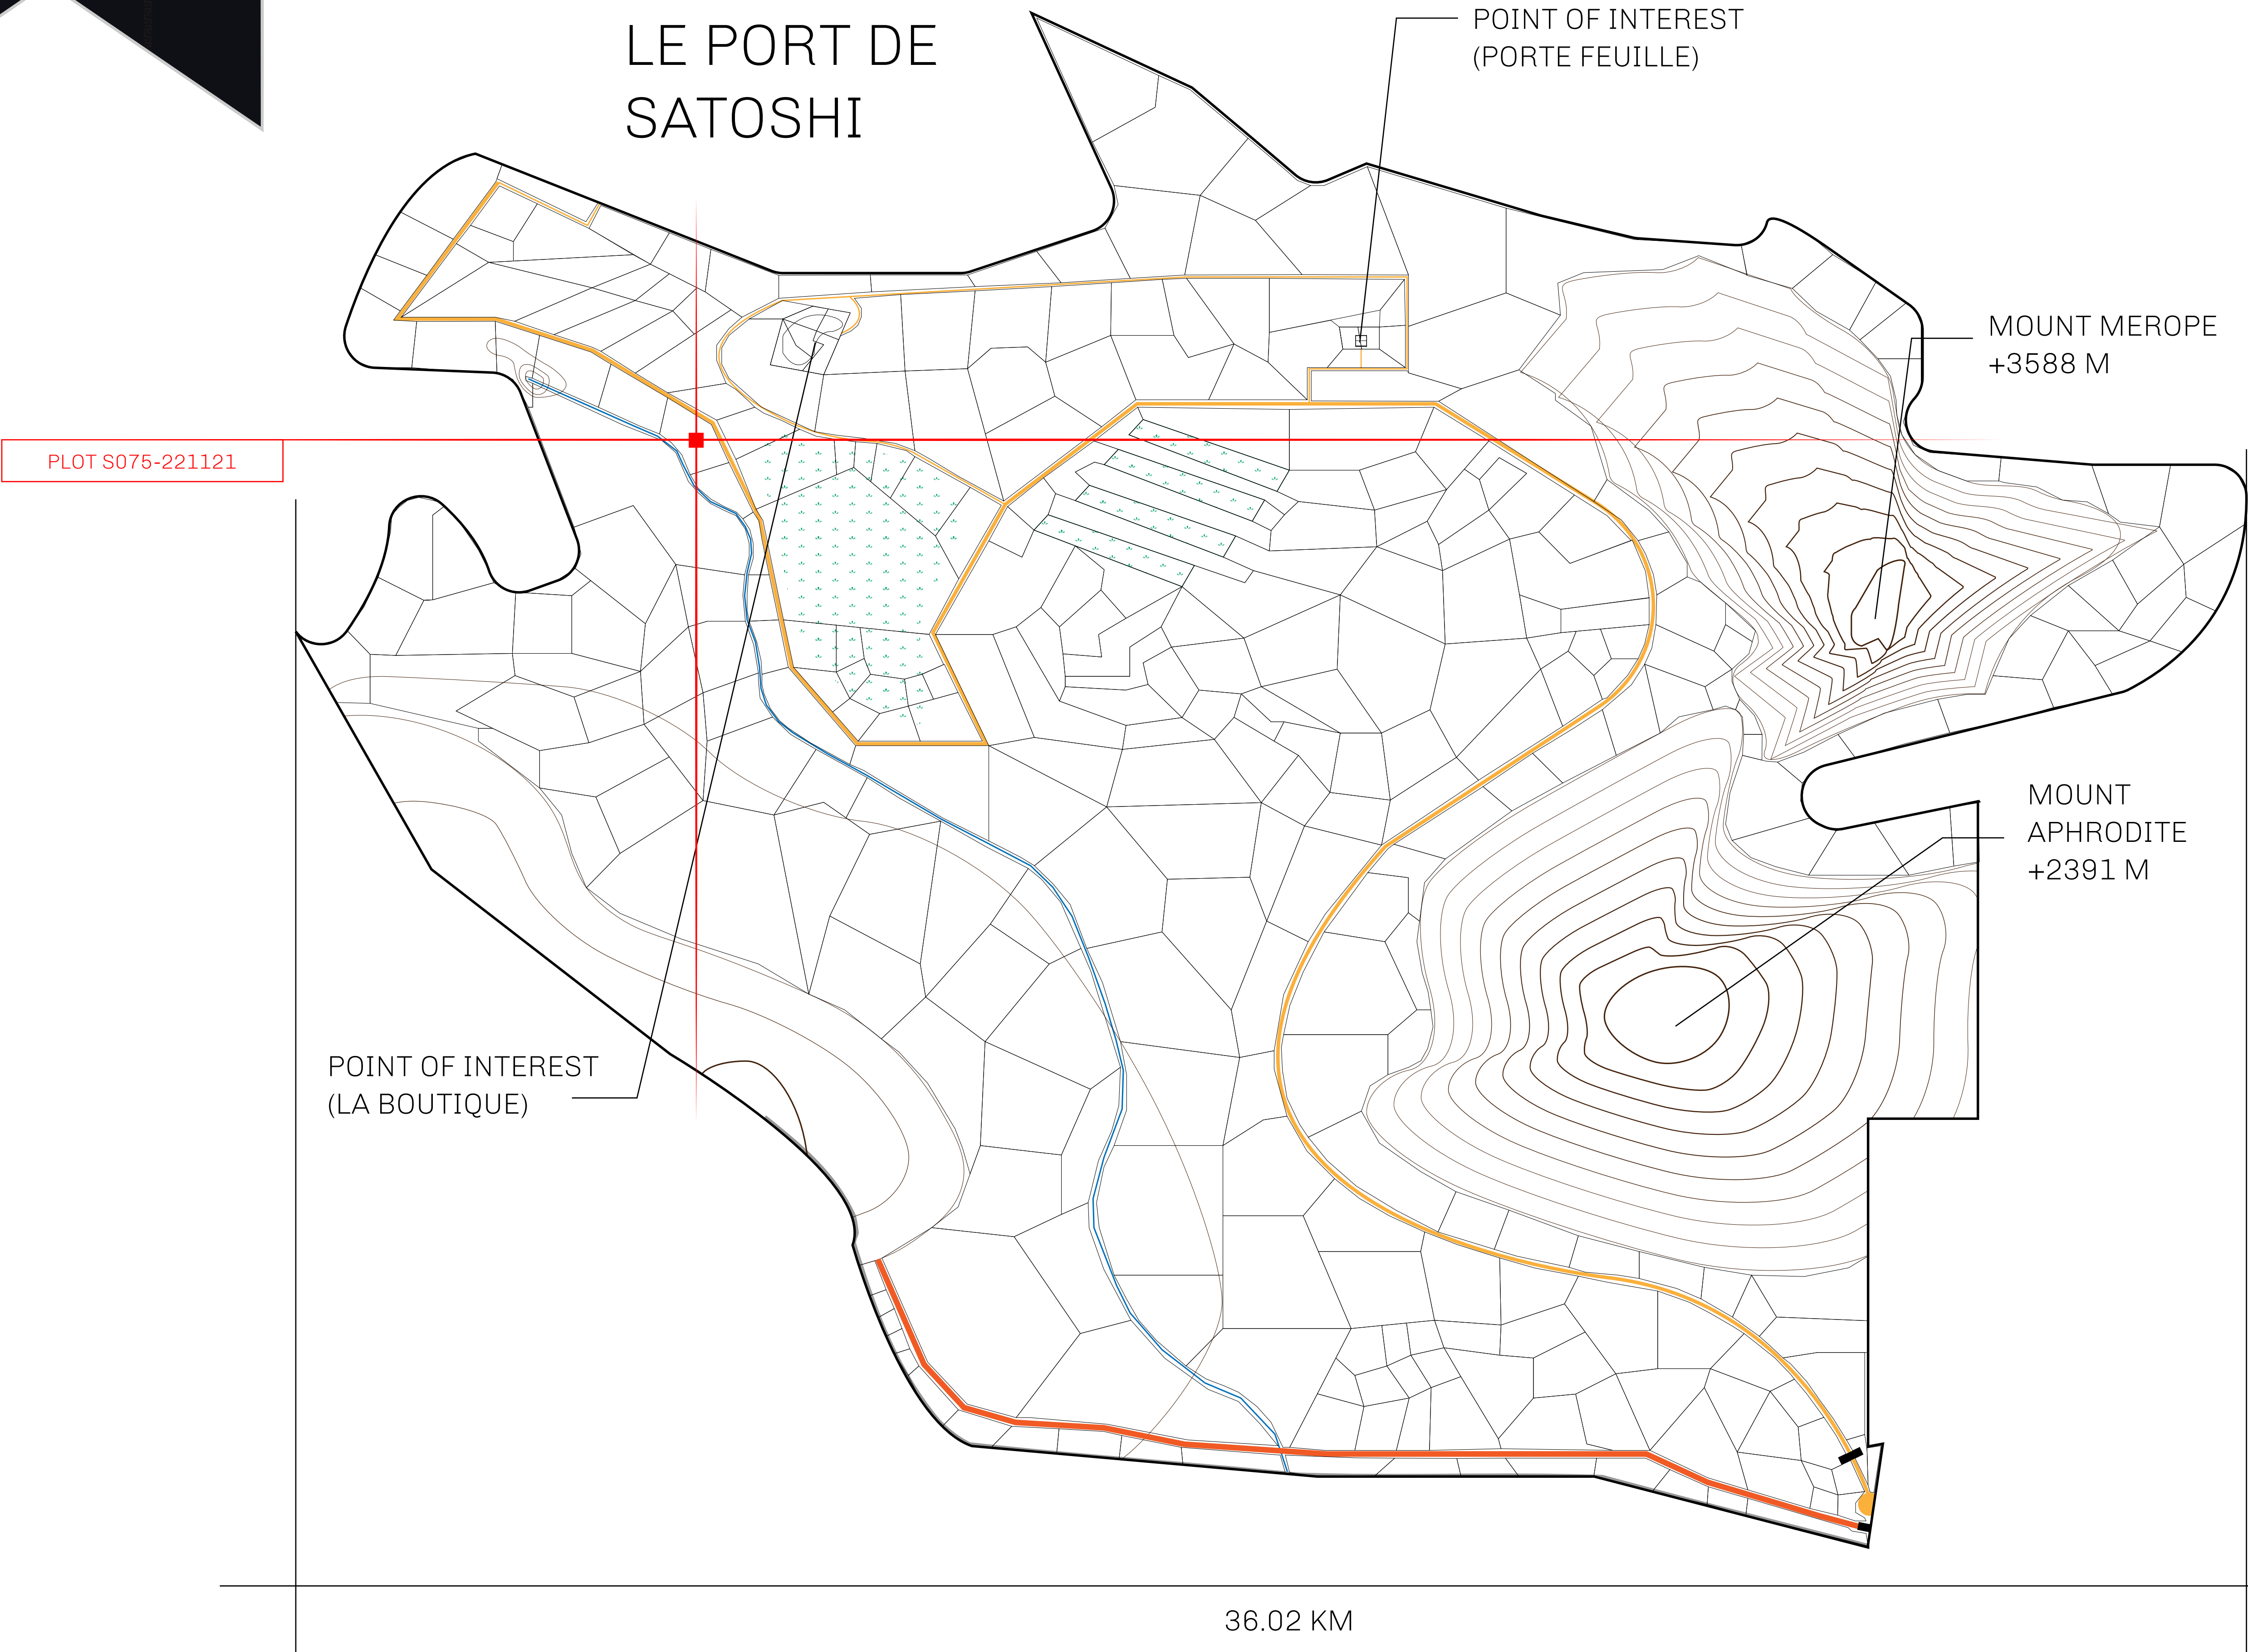 LE PORT DE
SATOSHI
POINT OF INTEREST
(PORTE FEUILLE)
MOUNT MEROPE
+3588 M
PLOT S075-221121
MOUNT
APHRODITE
+2391 M
POINT OF INTEREST
(LA BOUTIQUE)
36.02 KM